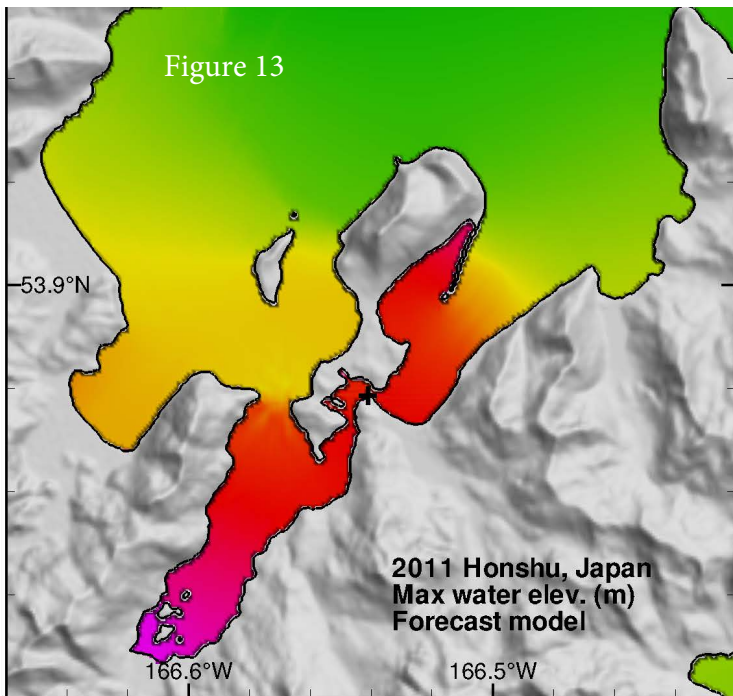 Figure 13
53.9°N
2011 Honshu, Japan
Max water elev. (m)
Forecast model
166.6°W
166.5°W